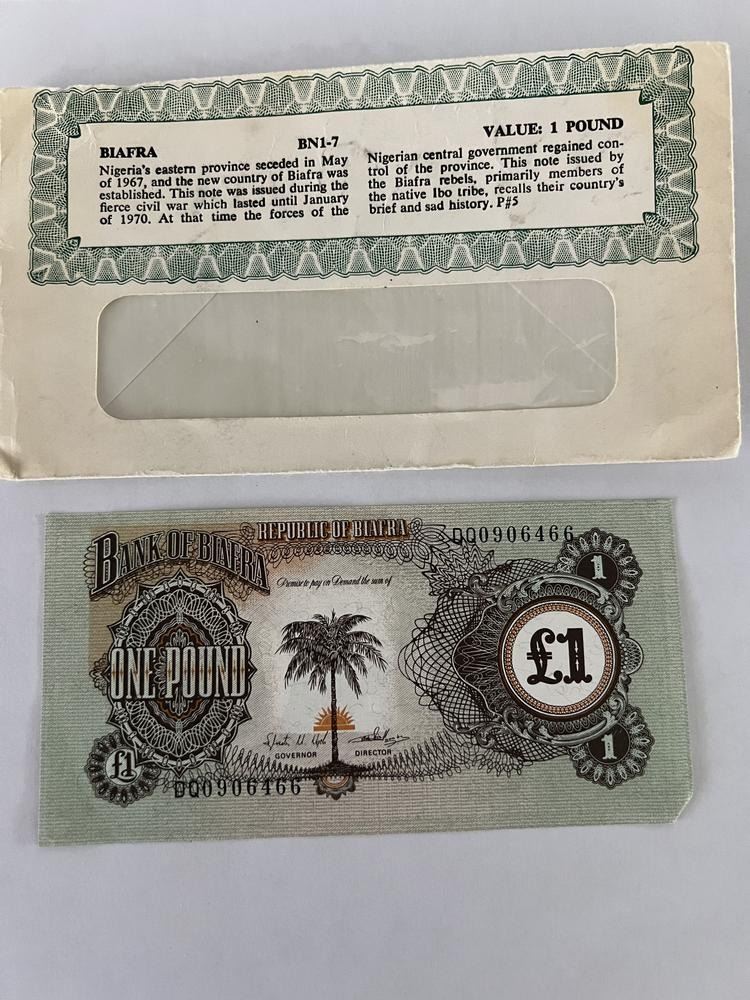 BIAFRA BN1-7 VALUE: 1 POUND
Nigeria's eastern province seceded in May
of 1967, and the new country of Biafra was
established. This note was issued during the
fierce civil war which lasted until January
of 1970. At that time the forces of the
Nigerian central government regained con-
trol of the province. This note issued by
the Biafra rebels, primarily members of
the native Ibo tribe, recalls their country's
brief and sad history. P#5
BANK OF BIAFRA
REPUBLIC OF BIAFRA
DQ0906466
Promise to pay on Demand the sum of
1
ONE POUND
£1
£1
GOVERNOR DIRECTOR
1
DQ0906466